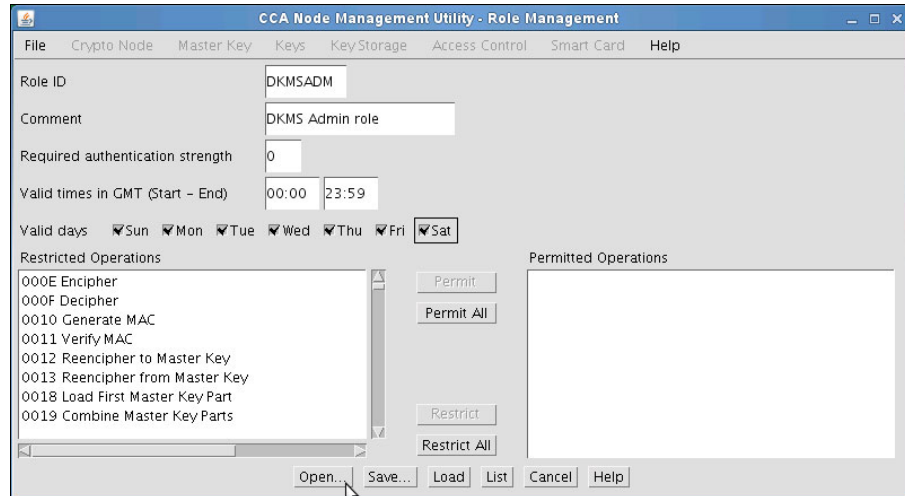 CCA Node Management Utility - Role Management
File Crypto Node Master Key Keys Key Storage Access Control Smart Card Help
Role ID DKMSADM
Comment DKMS Admin role
Required authentication strength 0
Valid times in GMT (Start - End) 00:00 23:59
Valid days Sun Mon Tue Wed Thu Fri Sat
Restricted Operations
000E Encipher
000F Decipher
0010 Generate MAC
0011 Verify MAC
0012 Reencipher to Master Key
0013 Reencipher from Master Key
0018 Load First Master Key Part
0019 Combine Master Key Parts
Permit
Permit All
Restrict
Restrict All
Permitted Operations
Open... Save... Load List Cancel Help